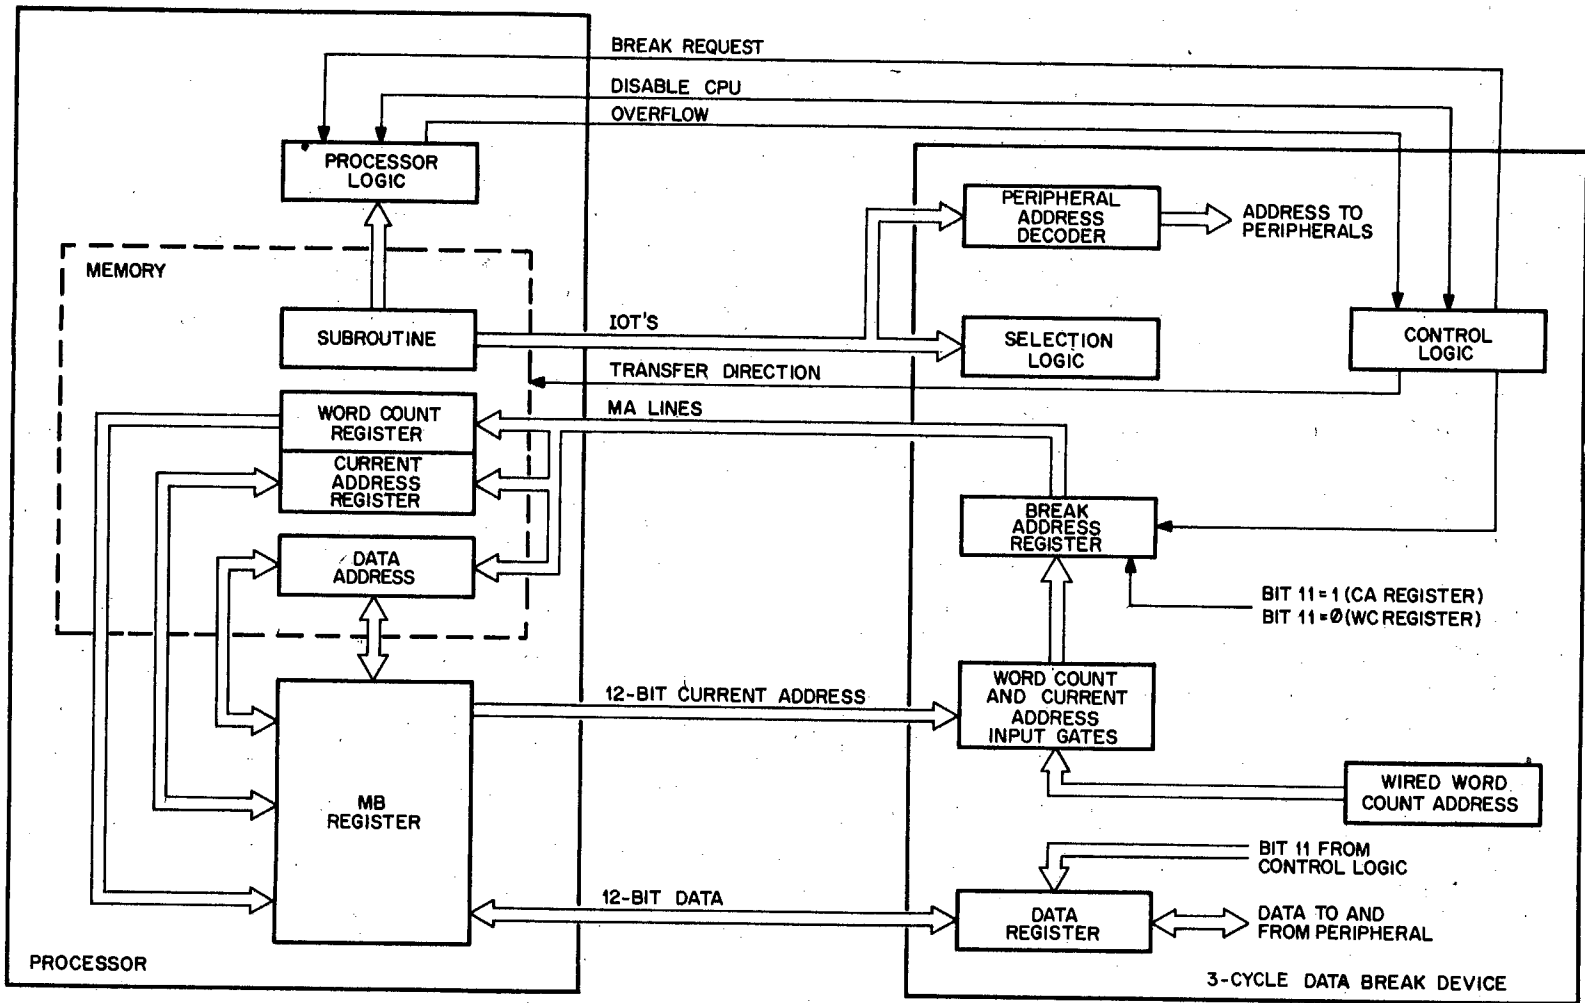 BREAK REQUEST
DISABLE CPU
OVERFLOW
PROCESSOR
LOGIC
PERIPHERAL
ADDRESS
DECODER
ADDRESS TO
PERIPHERALS
MEMORY
SUBROUTINE
IOT'S
SELECTION
LOGIC
CONTROL
LOGIC
TRANSFER DIRECTION
MA LINES
WORD COUNT
REGISTER
CURRENT
ADDRESS
REGISTER
BREAK
ADDRESS
REGISTER
DATA
ADDRESS
BIT 11=1 (CA REGISTER)
BIT 11=Ø (WC REGISTER)
12-BIT CURRENT ADDRESS
WORD COUNT
AND CURRENT
ADDRESS
INPUT GATES
WIRED WORD
COUNT ADDRESS
MB
REGISTER
BIT 11 FROM
CONTROL LOGIC
12-BIT DATA
DATA
REGISTER
DATA TO AND
FROM PERIPHERAL
PROCESSOR
3-CYCLE DATA BREAK DEVICE